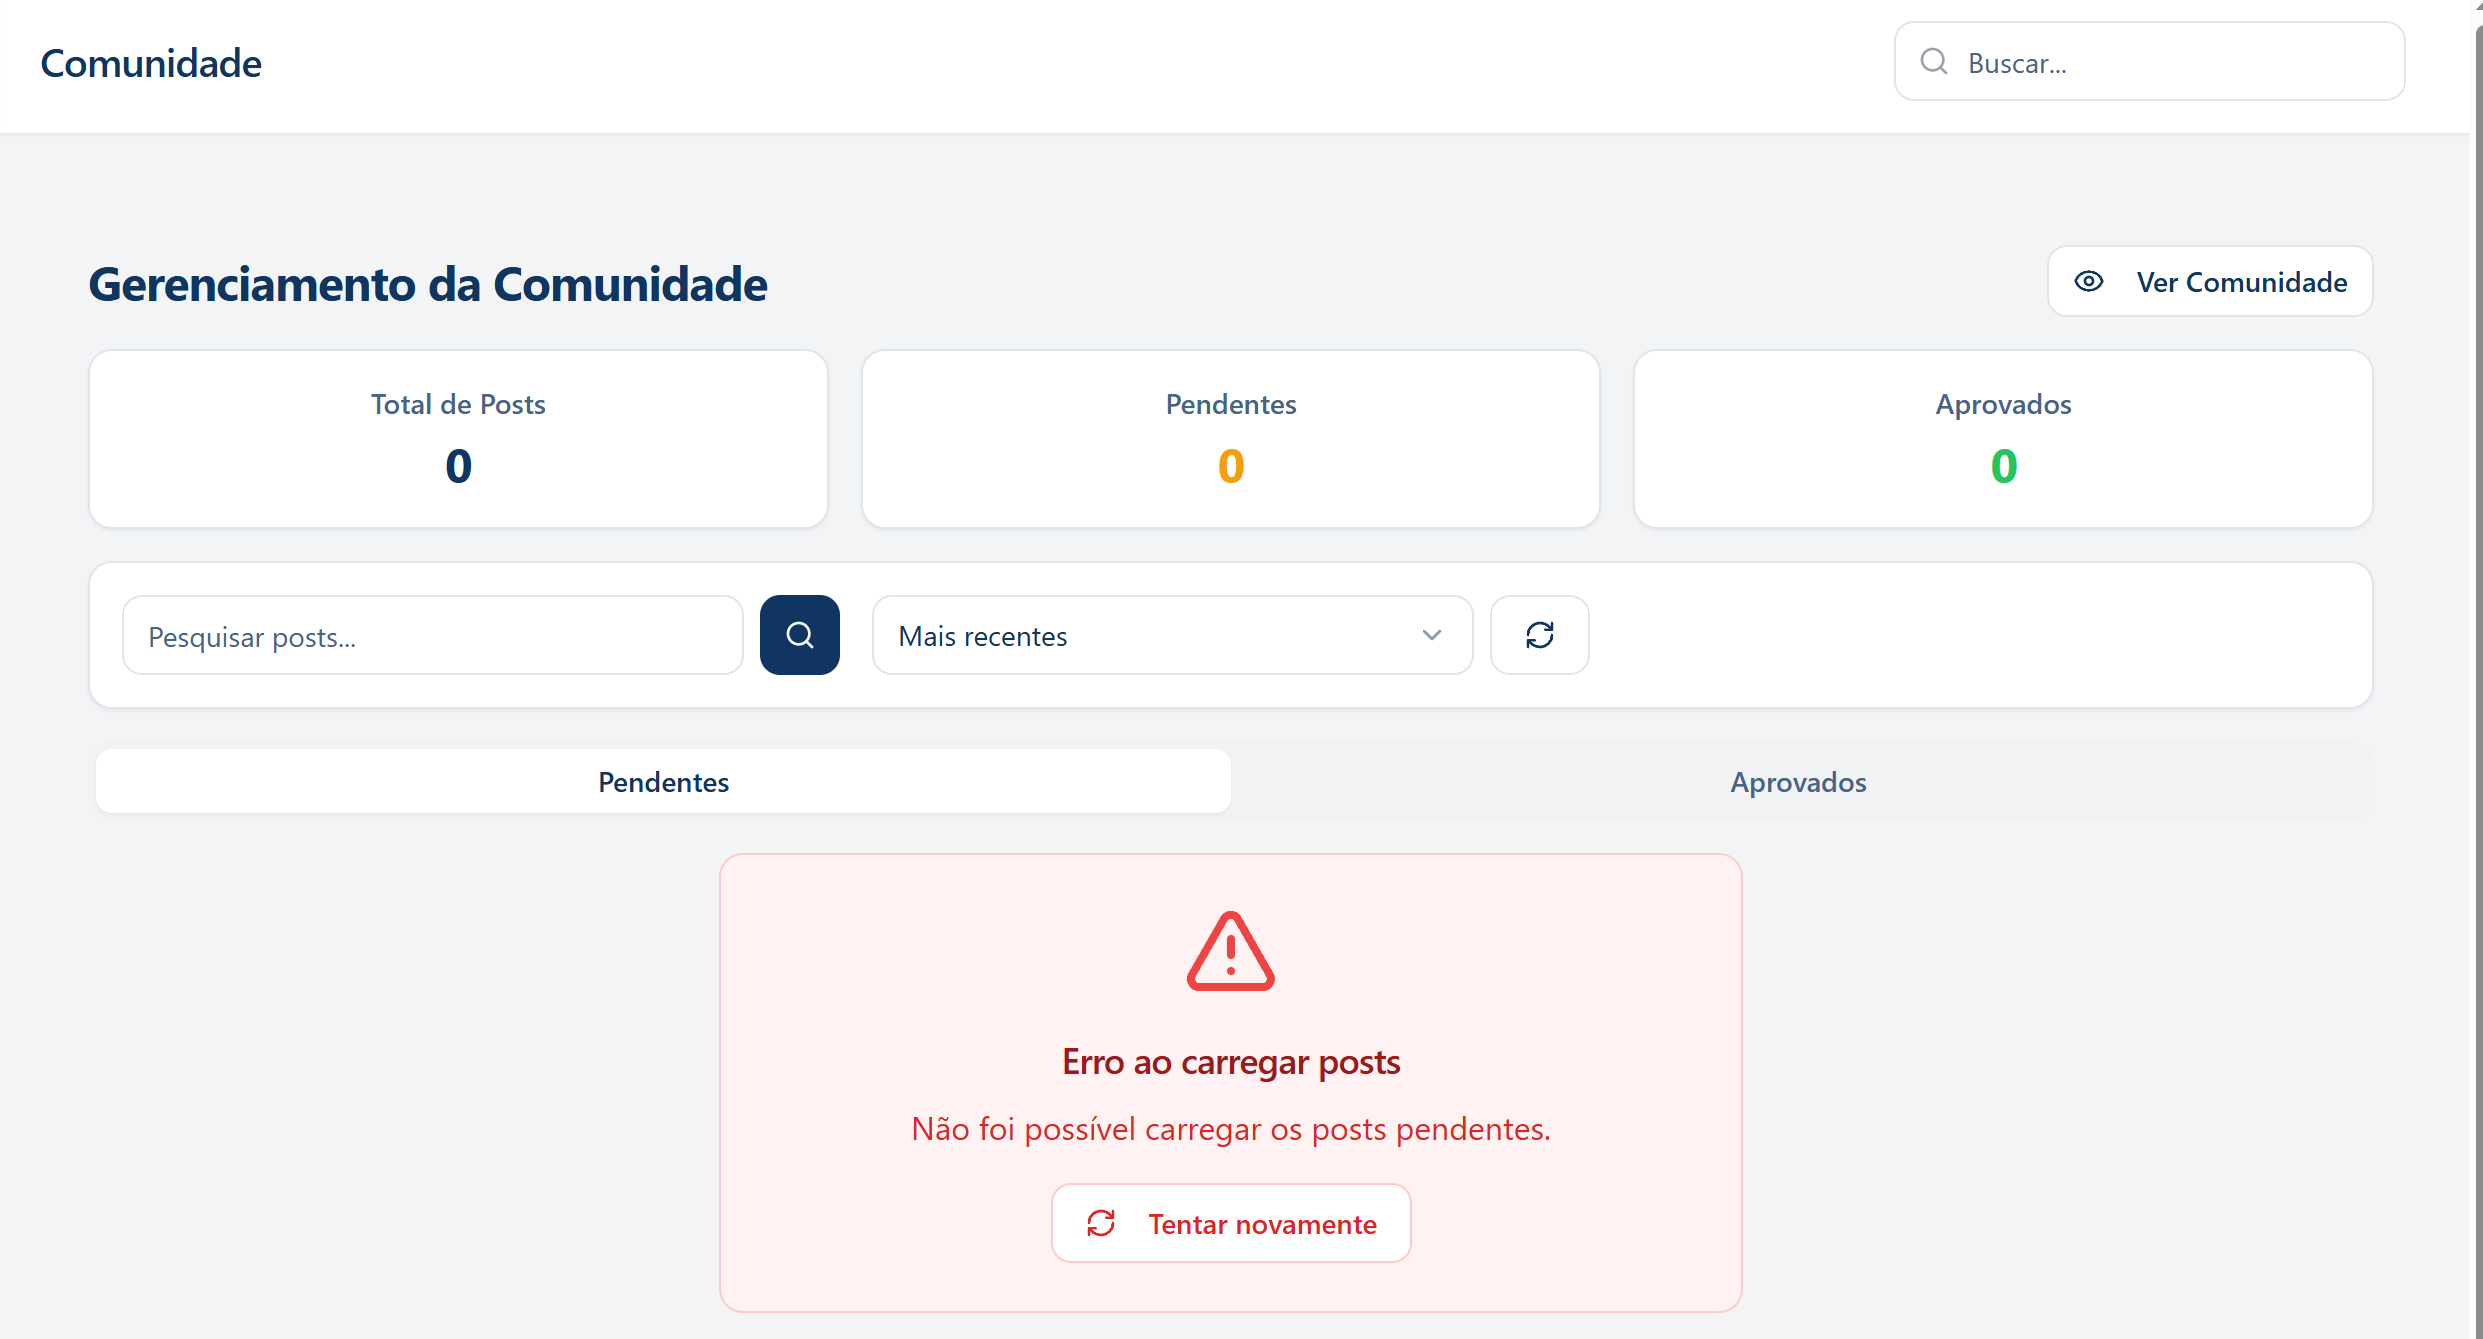 Comunidade
Buscar...
Gerenciamento da Comunidade
Ver Comunidade
Total de Posts
0
Pendentes
0
Aprovados
0
Pesquisar posts...
Mais recentes
Pendentes
Aprovados
Erro ao carregar posts
Não foi possível carregar os posts pendentes.
Tentar novamente